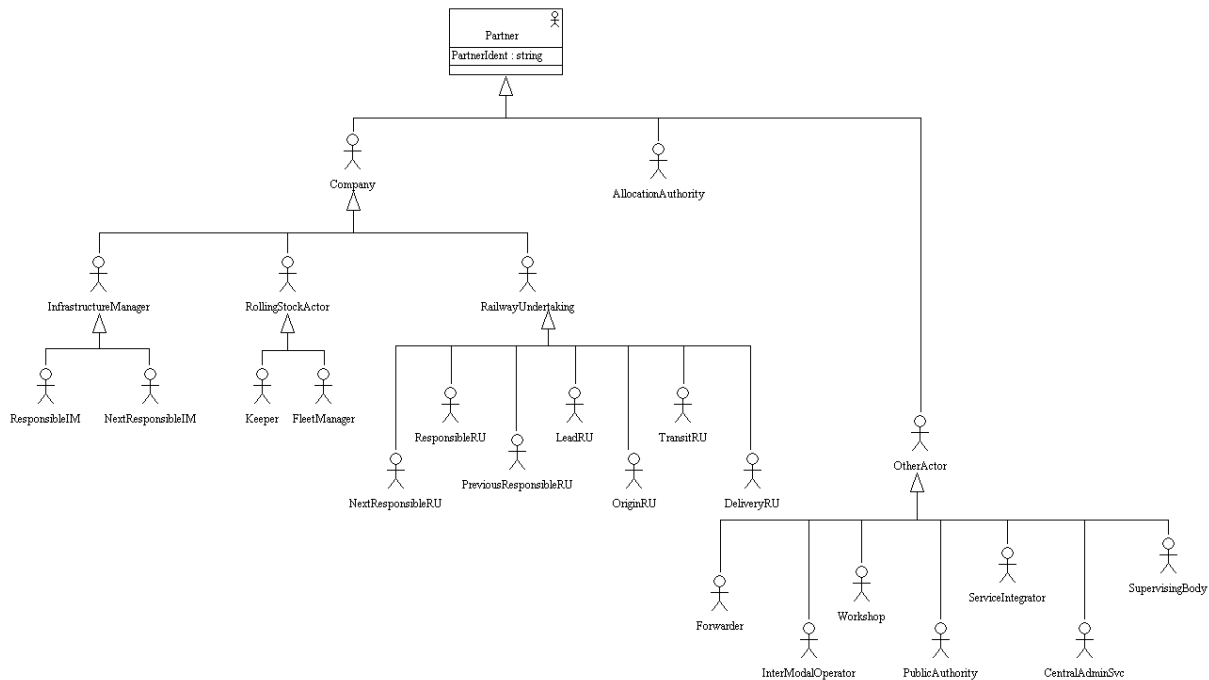 Partner
PartnerIdent : string
Company
AllocationAuthority
InfrastructureManager
RollingStockActor
RailwayUndertaking
ResponsibleIM
NextResponsibleIM
Keeper
FleetManager
ResponsibleRU
LeadRU
TransitRU
NextResponsibleRU
PreviousResponsibleRU
OriginRU
DeliveryRU
OtherActor
Forwarder
InterModalOperator
Workshop
PublicAuthority
ServiceIntegrator
CentralAdminSvc
SupervisingBody